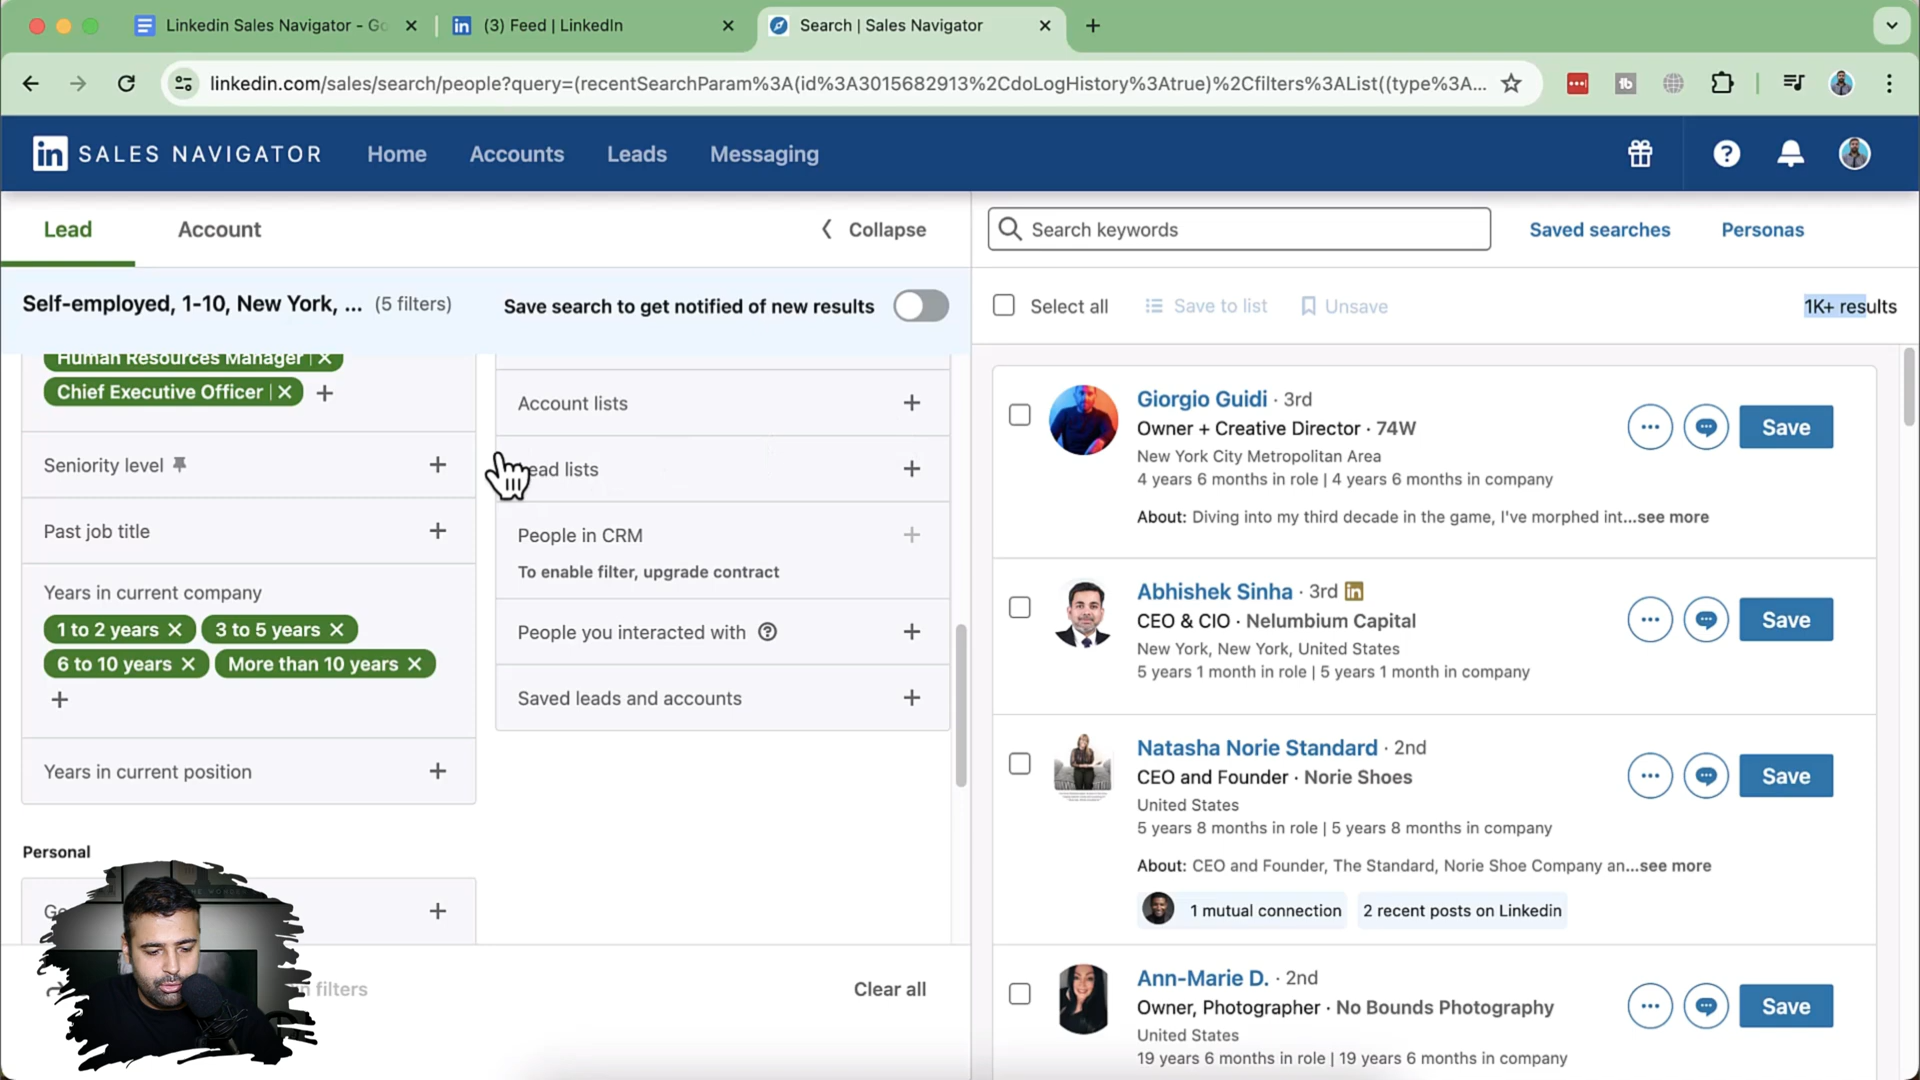 Linkedin Sales Navigator - Go
(3) Feed | LinkedIn
Search | Sales Navigator
linkedin.com/sales/search/people?query=(recentSearchParam%3A(id%3A3015682913%2CdoLogHistory%3Atrue)%2Cfilters%3AList((type%3A...
in SALES NAVIGATOR
Home
Accounts
Leads
Messaging
Lead
Account
Collapse
Search keywords
Saved searches
Personas
Self-employed, 1-10, New York, ... (5 filters)
Save search to get notified of new results
Select all
Save to list
Unsave
1K+ results
Human Resources Manager
Chief Executive Officer
Seniority level
Past job title
Years in current company
1 to 2 years
3 to 5 years
6 to 10 years
More than 10 years
Years in current position
Personal
Account lists
ead lists
People in CRM
To enable filter, upgrade contract
People you interacted with
Saved leads and accounts
filters
Clear all
Giorgio Guidi · 3rd
Owner + Creative Director · 74W
New York City Metropolitan Area
4 years 6 months in role | 4 years 6 months in company
About: Diving into my third decade in the game, I've morphed int...see more
Save
Abhishek Sinha · 3rd in
CEO & CIO · Nelumbium Capital
New York, New York, United States
5 years 1 month in role | 5 years 1 month in company
Save
Natasha Norie Standard · 2nd
CEO and Founder · Norie Shoes
United States
5 years 8 months in role | 5 years 8 months in company
About: CEO and Founder, The Standard, Norie Shoe Company an...see more
1 mutual connection
2 recent posts on Linkedin
Save
Ann-Marie D. · 2nd
Owner, Photographer · No Bounds Photography
United States
19 years 6 months in role | 19 years 6 months in company
Save